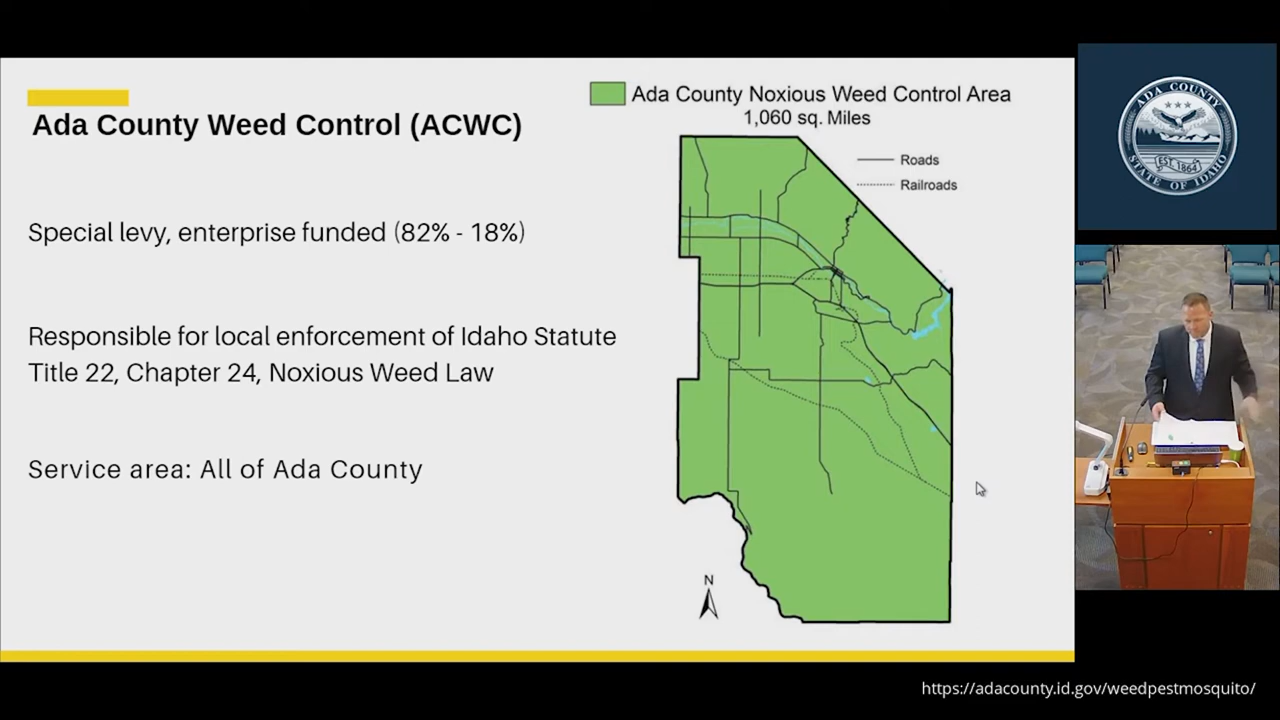 Ada County Weed Control (ACWC)
Special levy, enterprise funded (82% - 18%)
Responsible for local enforcement of Idaho Statute
Title 22, Chapter 24, Noxious Weed Law
Service area: All of Ada County
Ada County Noxious Weed Control Area
1,060 sq. Miles
Roads
Railroads
N
ADA COUNTY
EST. 1864
STATE OF IDAHO
https://adacounty.id.gov/weedpestmosquito/